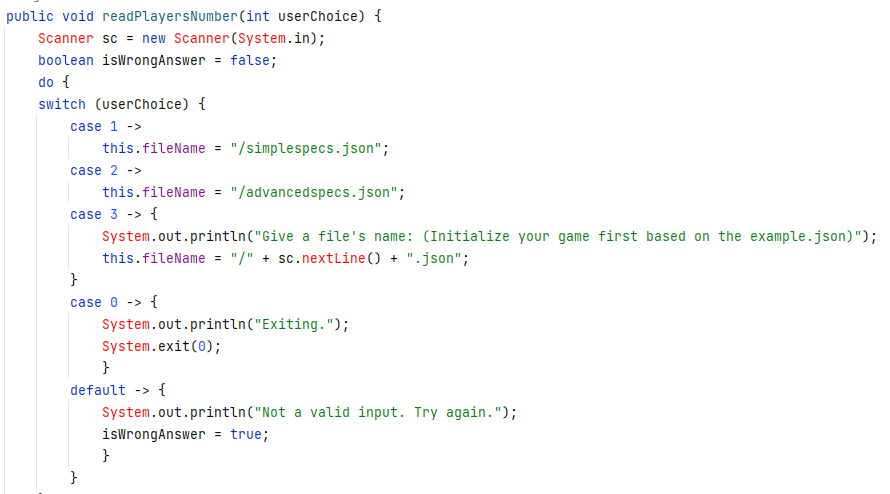 public void readPlayersNumber(int userChoice) {
    Scanner sc = new Scanner(System.in);
    boolean isWrongAnswer = false;
    do {
    switch (userChoice) {
        case 1 ->
            this.fileName = "/simplespecs.json";
        case 2 ->
            this.fileName = "/advancedspecs.json";
        case 3 -> {
            System.out.println("Give a file's name: (Initialize your game first based on the example.json)");
            this.fileName = "/" + sc.nextLine() + ".json";
        }
        case 0 -> {
            System.out.println("Exiting.");
            System.exit(0);
            }
        default -> {
            System.out.println("Not a valid input. Try again.");
            isWrongAnswer = true;
            }
        }